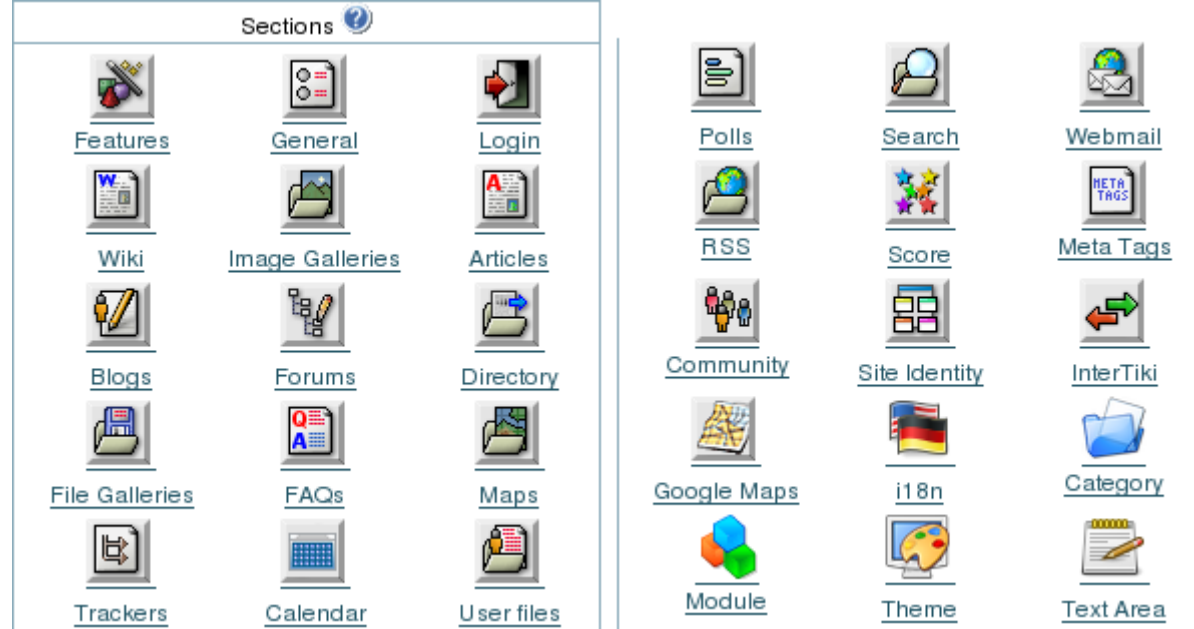 Sections
Features General Login
Wiki Image Galleries Articles
Blogs Forums Directory
File Galleries FAQs Maps
Trackers Calendar User files
Polls Search Webmail
META TAGS
RSS Score Meta Tags
Community Site Identity InterTiki
Google Maps i18n Category
Module Theme Text Area